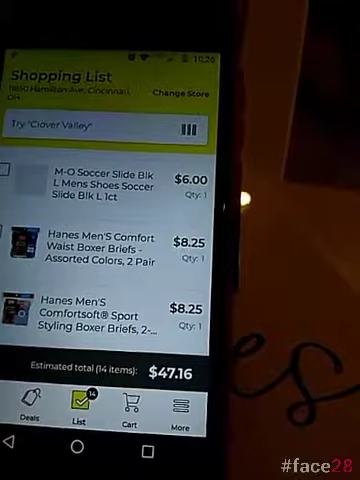 10:26
Shopping List
Hamilton Ave, Cincinnati,
OH
Change Store
Try "Clover Valley"
M-O Soccer Slide Blk
L Mens Shoes Soccer
Slide Blk L 1ct
$6.00
Qty: 1
Hanes Men'S Comfort
Waist Boxer Briefs -
Assorted Colors, 2 Pair
$8.25
Qty: 1
Hanes Men'S
Comfortsoft® Sport
Styling Boxer Briefs, 2-...
$8.25
Qty: 1
Estimated total (14 items): $47.16
14
Deals
List
Cart
More
es
#face28